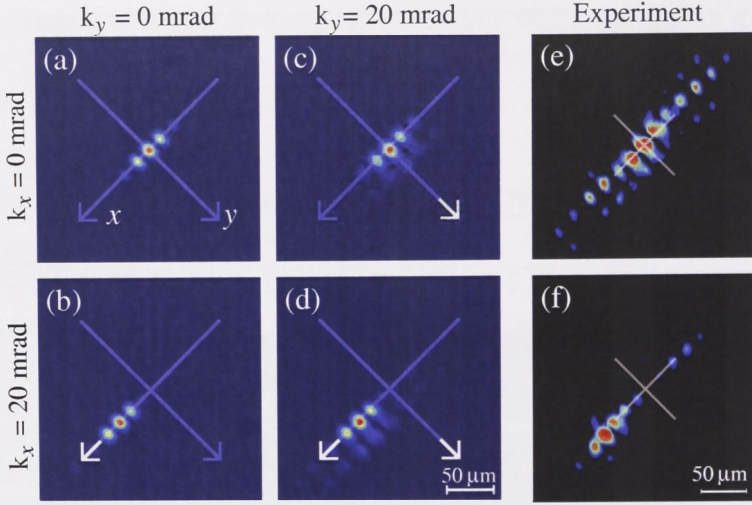 k_y = 0 mrad
k_y = 20 mrad
Experiment
k_x = 0 mrad
(a)
x
y
(c)
(e)
k_x = 20 mrad
(b)
(d)
50 μm
(f)
50 μm